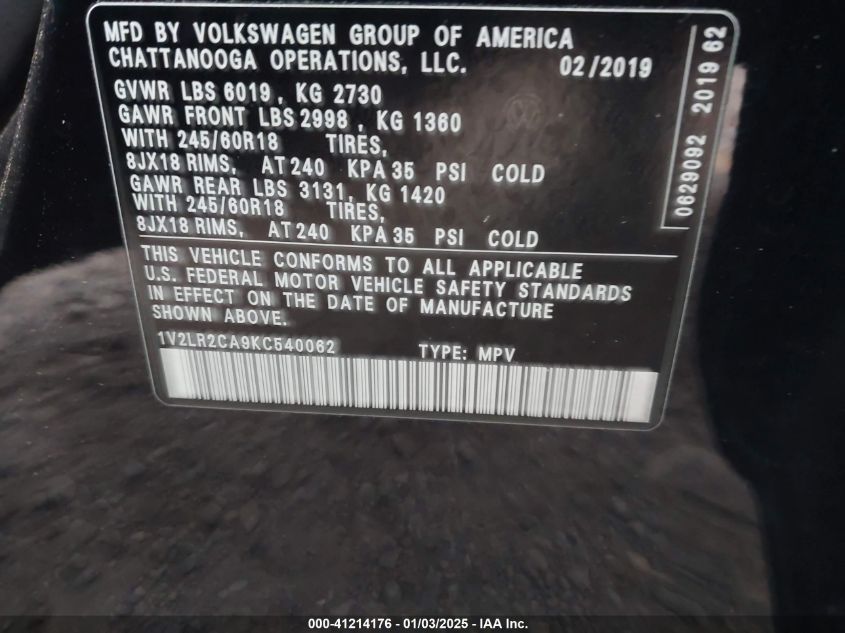 MFD BY VOLKSWAGEN GROUP OF AMERICA
CHATTANOOGA OPERATIONS, LLC. 02/2019
GVWR LBS 6019, KG 2730
GAWR FRONT LBS 2998, KG 1360
WITH 245/60R18 TIRES,
8JX18 RIMS, AT 240 KPA 35 PSI COLD
GAWR REAR LBS 3131, KG 1420
WITH 245/60R18 TIRES,
8JX18 RIMS, AT 240 KPA 35 PSI COLD
THIS VEHICLE CONFORMS TO ALL APPLICABLE
U.S. FEDERAL MOTOR VEHICLE SAFETY STANDARDS
IN EFFECT ON THE DATE OF MANUFACTURE
SHOWN ABOVE.
1V2LR2CA9KC540062 TYPE: MPV
0629092 2019 62
000-41214176 - 01/03/2025 - IAA Inc.